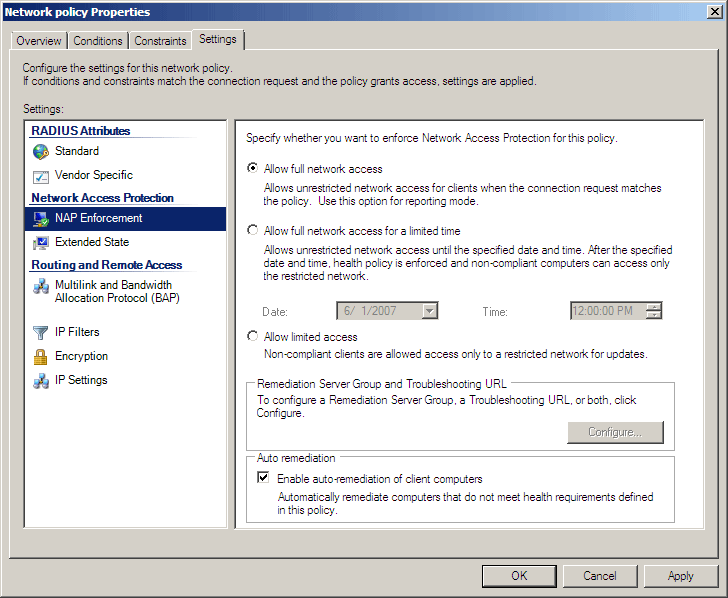 Network policy Properties
Overview
Conditions
Constraints
Settings
Configure the settings for this network policy.
If conditions and constraints match the connection request and the policy grants access, settings are applied.
Settings:
RADIUS Attributes
Standard
Vendor Specific
Network Access Protection
NAP Enforcement
Extended State
Routing and Remote Access
Multilink and Bandwidth
Allocation Protocol (BAP)
IP Filters
Encryption
IP Settings
Specify whether you want to enforce Network Access Protection for this policy.
Allow full network access
Allows unrestricted network access for clients when the connection request matches
the policy. Use this option for reporting mode.
Allow full network access for a limited time
Allows unrestricted network access until the specified date and time. After the specified
date and time, health policy is enforced and non-compliant computers can access only
the restricted network.
Date:
6/ 1/2007
Time:
12:00:00 PM
Allow limited access
Non-compliant clients are allowed access only to a restricted network for updates.
Remediation Server Group and Troubleshooting URL
To configure a Remediation Server Group, a Troubleshooting URL, or both, click
Configure.
Configure...
Auto remediation
Enable auto-remediation of client computers
Automatically remediate computers that do not meet health requirements defined
in this policy.
OK
Cancel
Apply